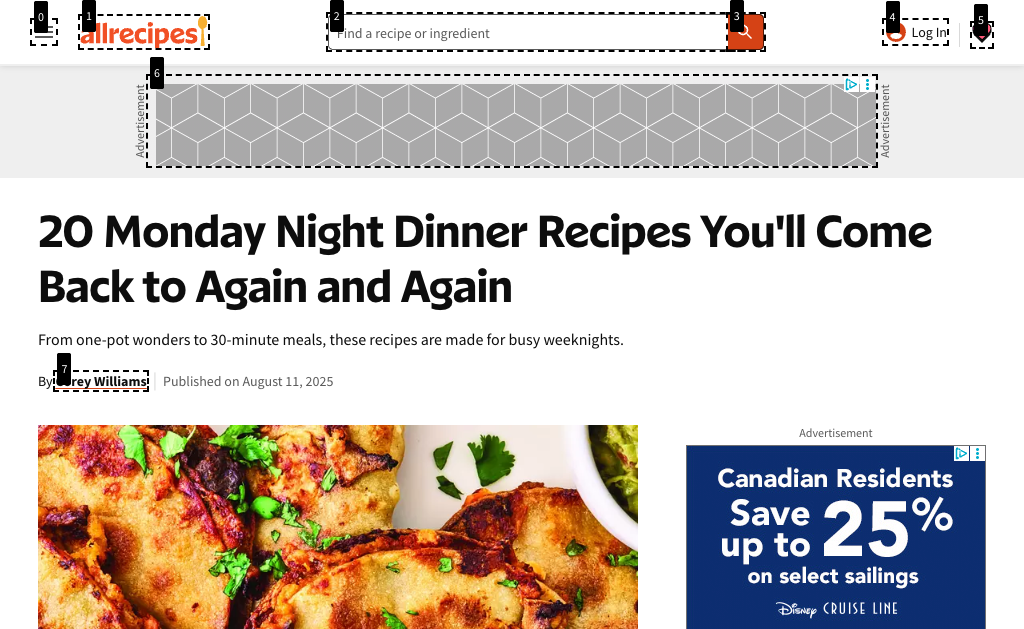 allrecipes
Find a recipe or ingredient
Log In
Advertisement
Advertisement
20 Monday Night Dinner Recipes You'll Come
Back to Again and Again
From one-pot wonders to 30-minute meals, these recipes are made for busy weeknights.
By Corey Williams Published on August 11, 2025
Advertisement
Canadian Residents
Save
up to 25%
on select sailings
Disney CRUISE LINE
0
1
2
3
4
5
6
7